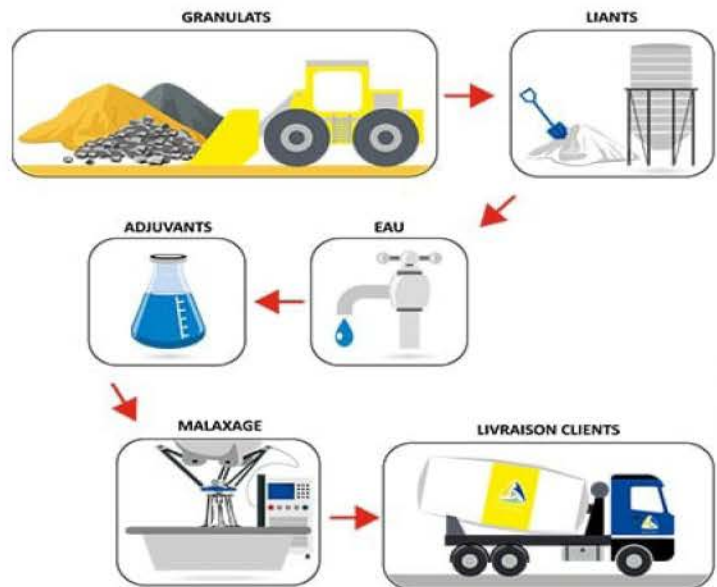 GRANULATS
LIANTS
ADJUVANTS
EAU
MALAXAGE
LIVRAISON CLIENTS